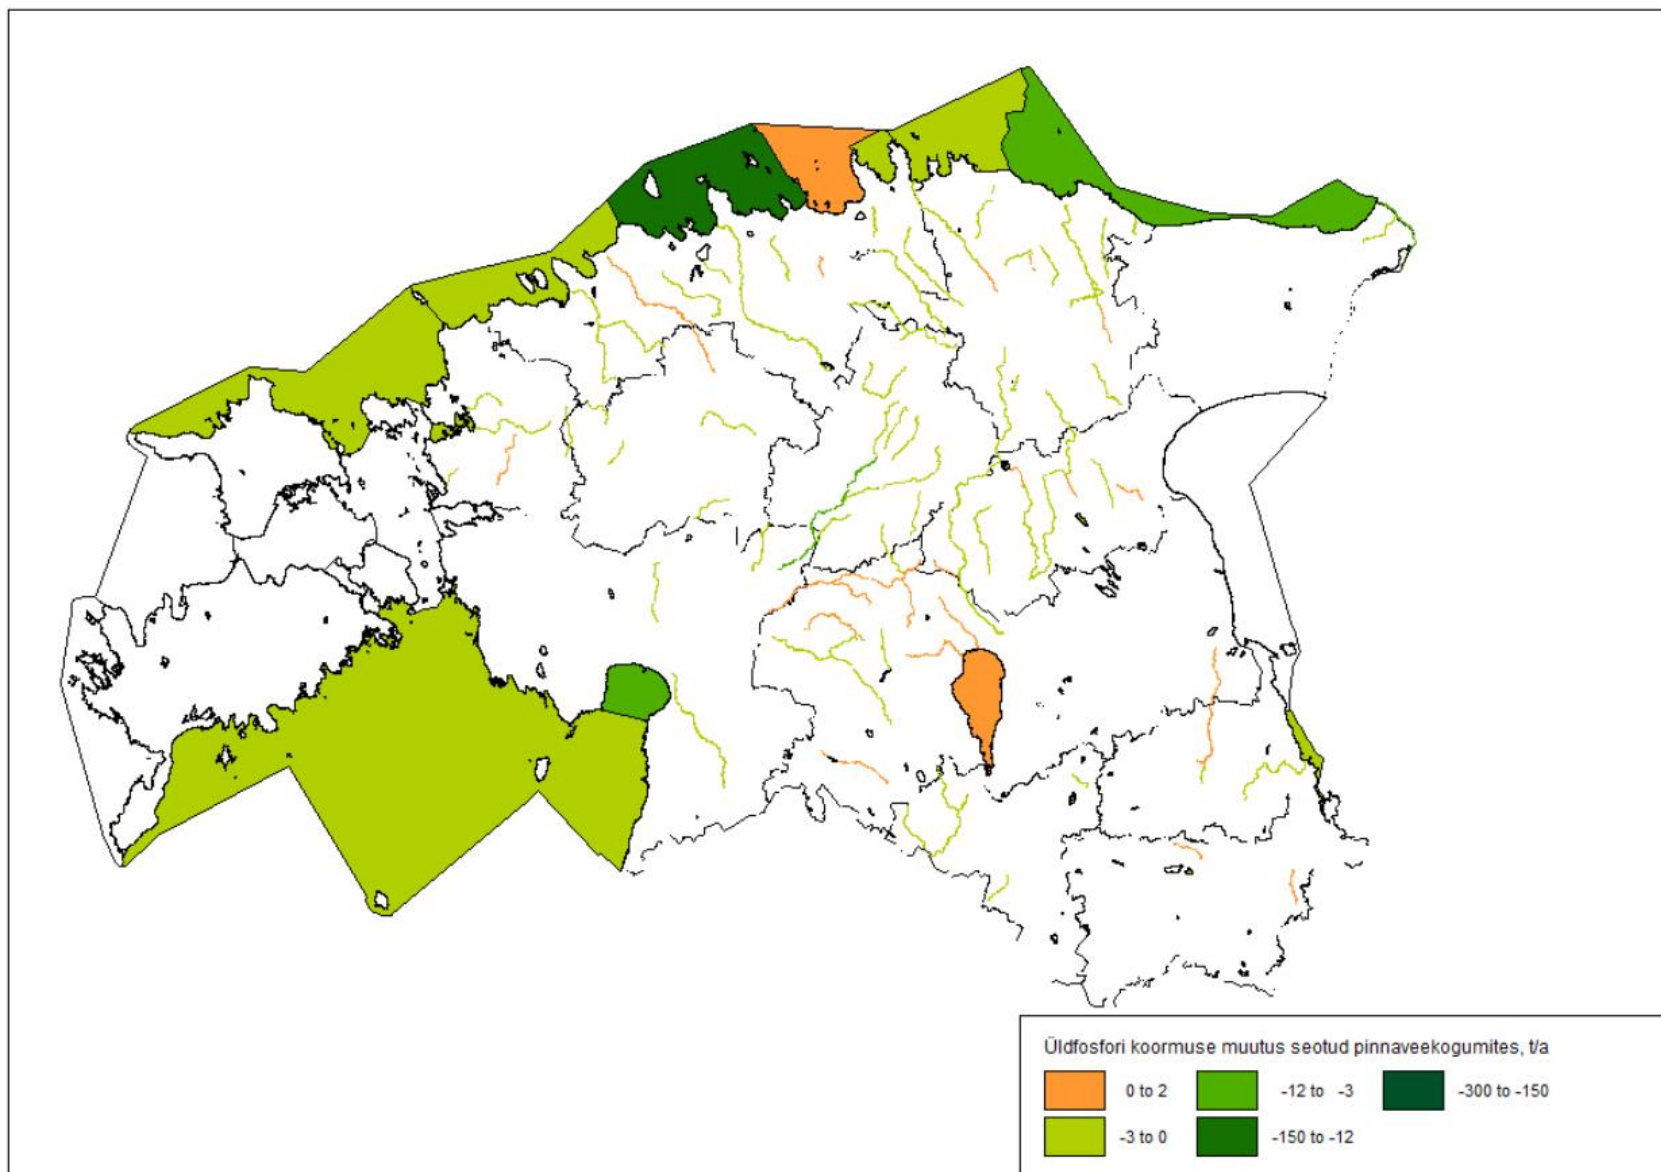 Üldfosfori koormuse muutus seotud pinnaveekogumites, t/a
0 to 2 -12 to -3 -300 to -150
-3 to 0 -150 to -12